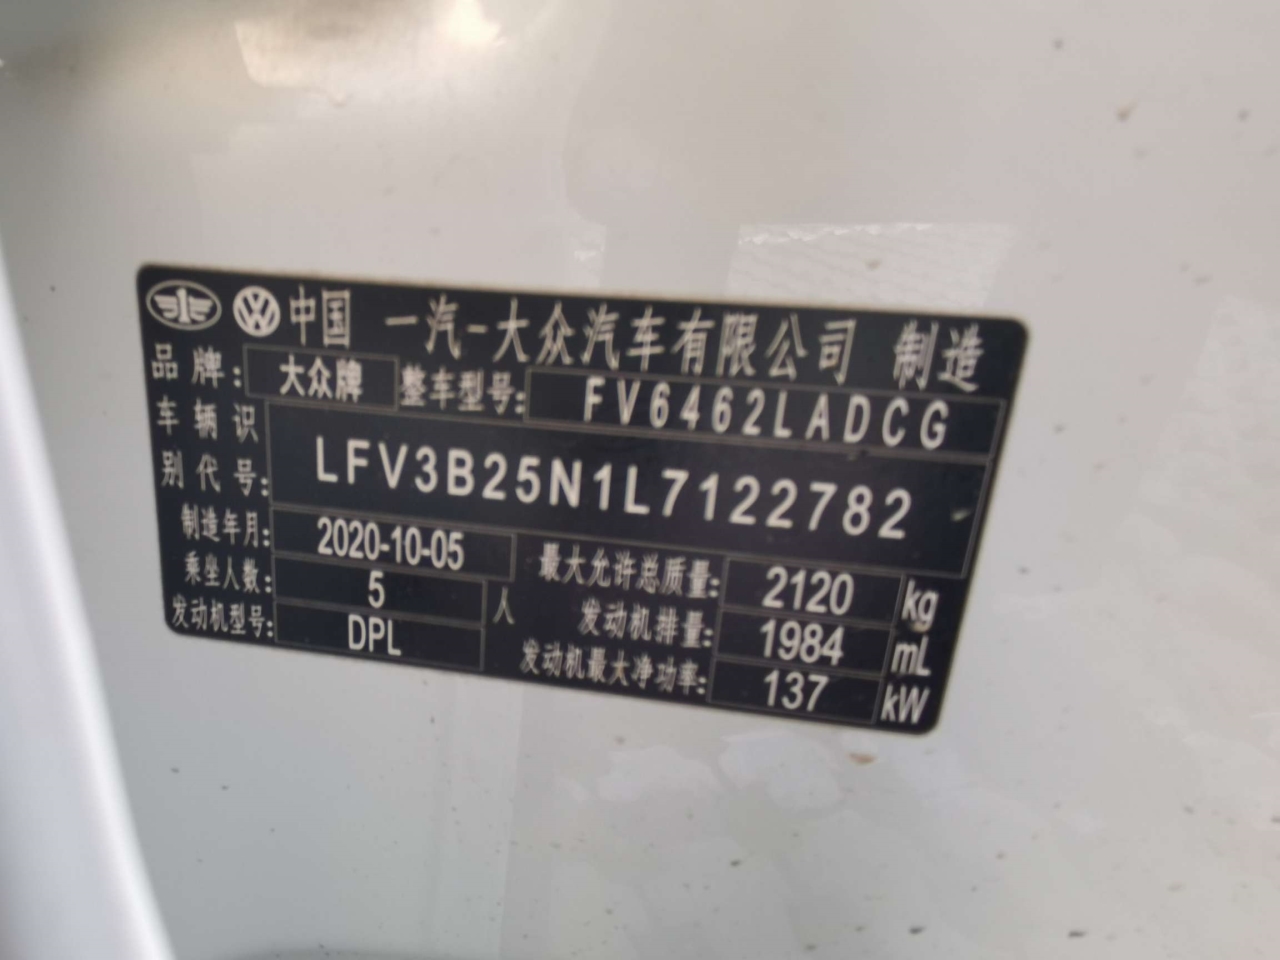 中国 一汽-大众汽车有限公司 制造
品牌: 大众牌 整车型号: FV6462LADCG
车辆识别代号: LFV3B25N1L7122782
制造年月: 2020-10-05 最大允许总质量: 2120 kg
乘坐人数: 5 人 发动机排量: 1984 mL
发动机型号: DPL 发动机最大净功率: 137 kW